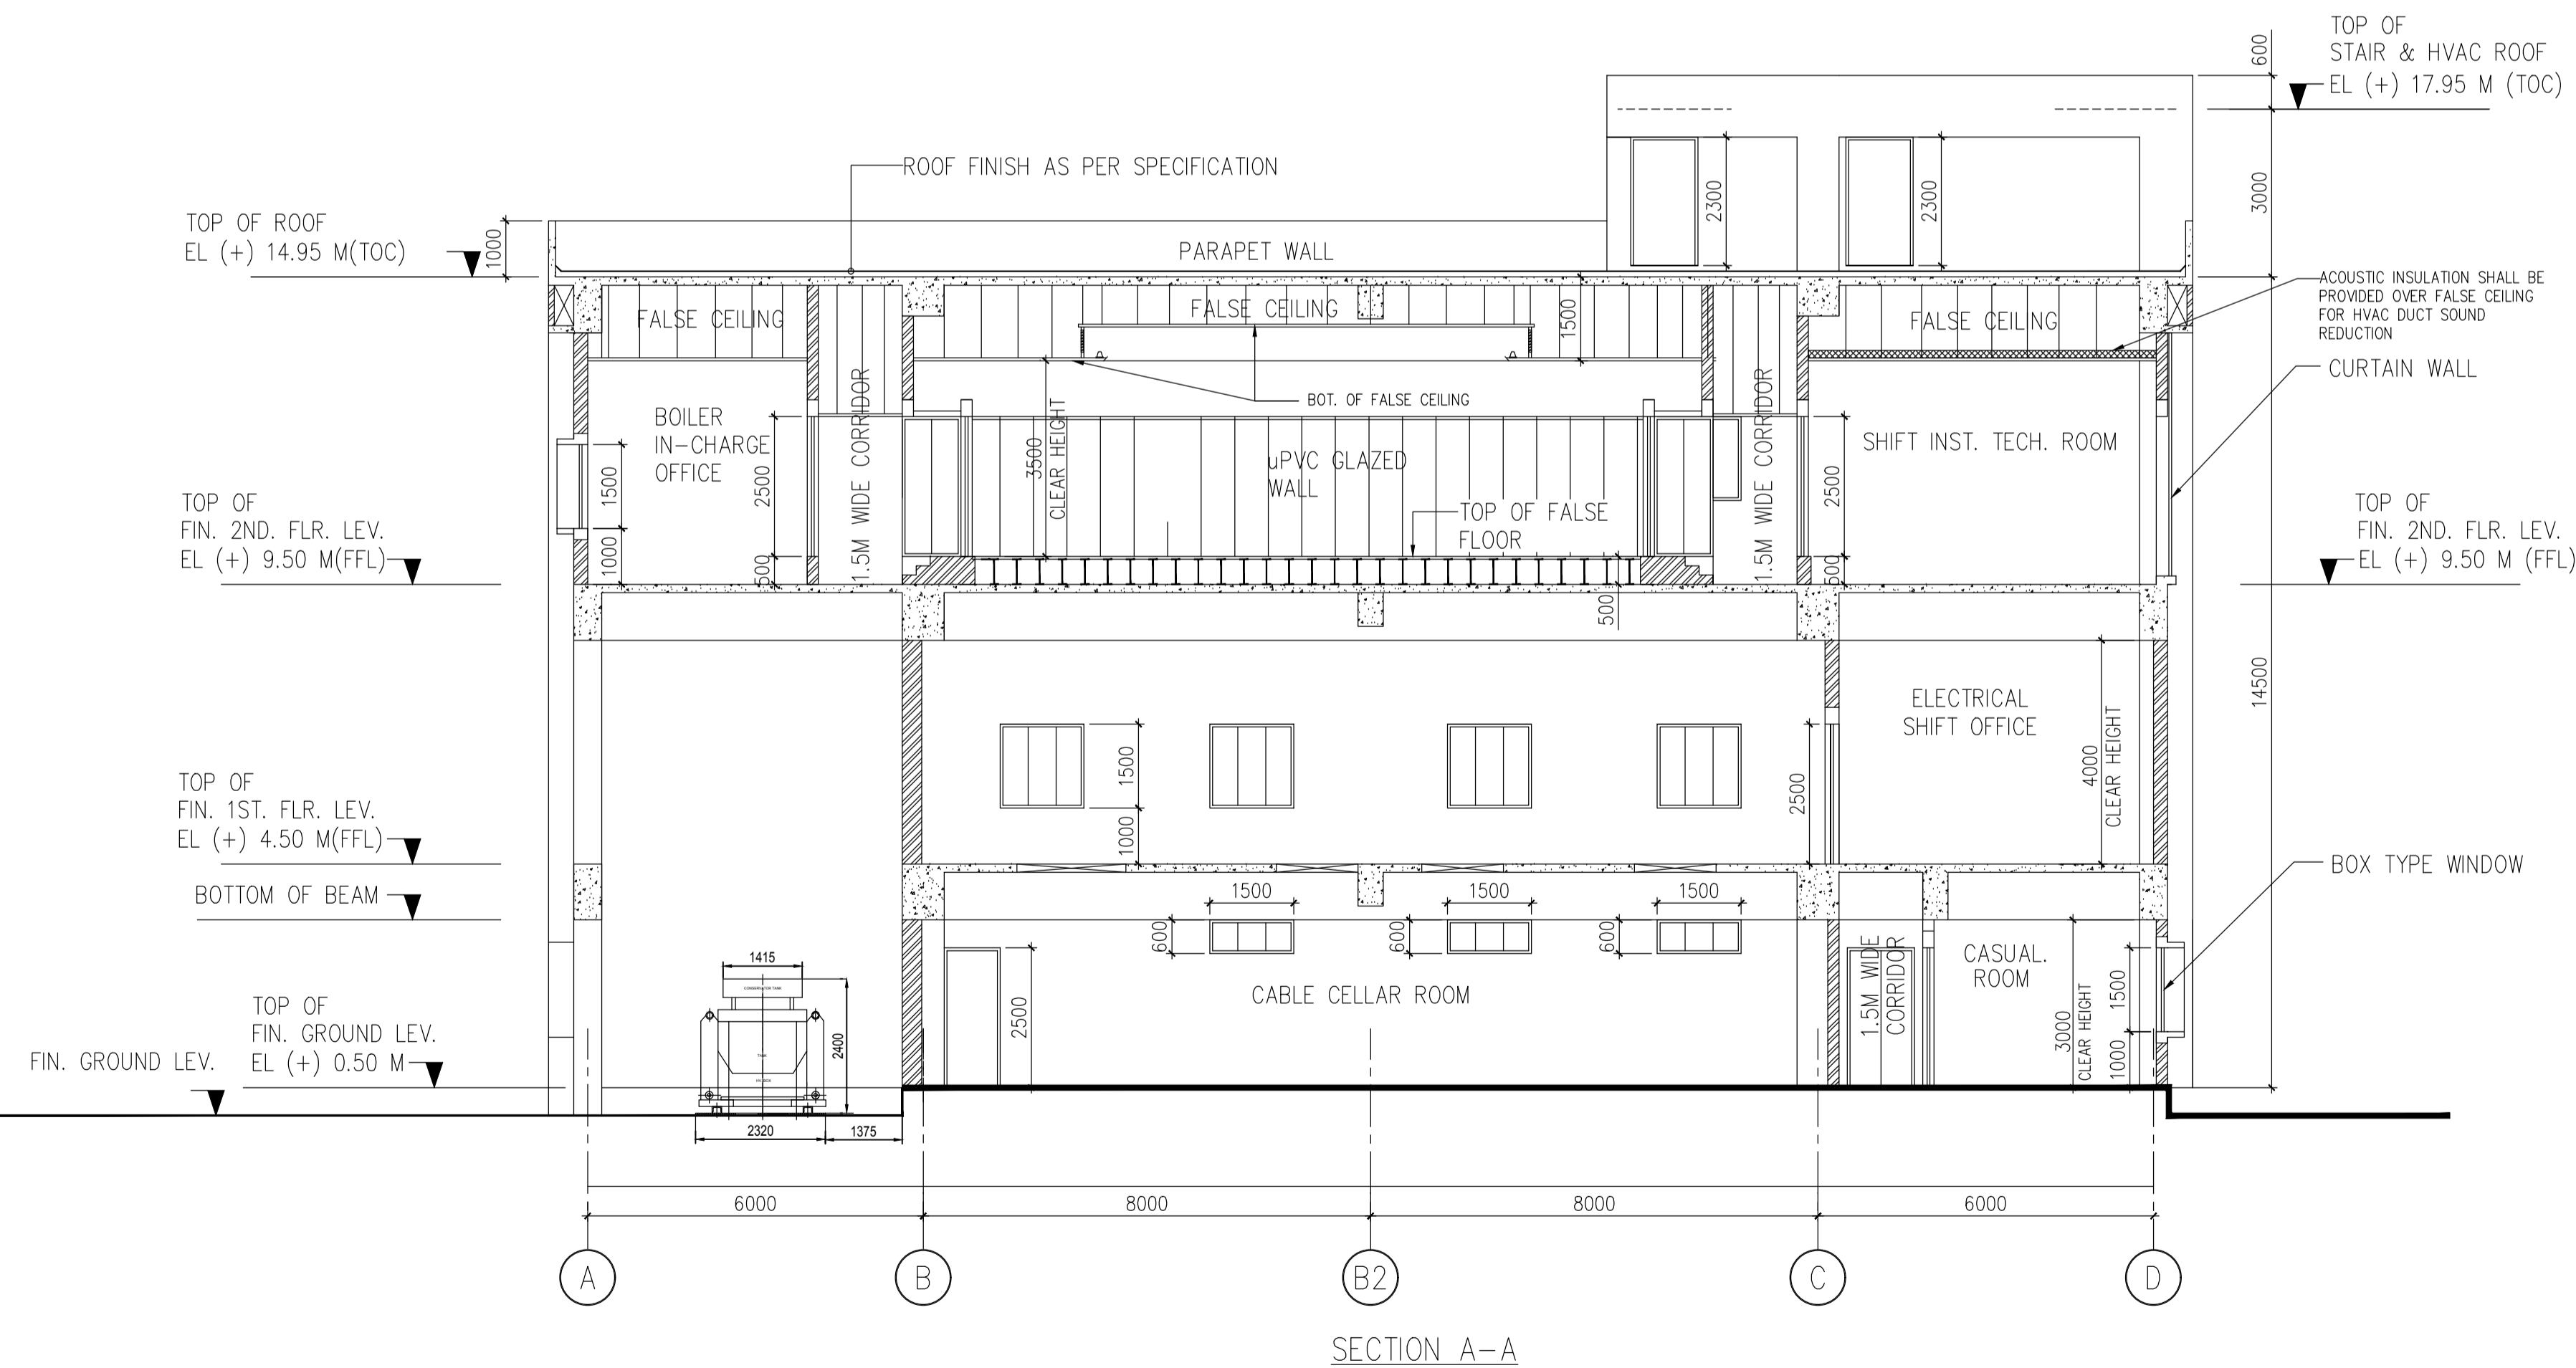 TOP OF
STAIR & HVAC ROOF
EL (+) 17.95 M (TOC)
600
3000
14500
ROOF FINISH AS PER SPECIFICATION
2300
2300
TOP OF ROOF
EL (+) 14.95 M(TOC)
1000
PARAPET WALL
ACOUSTIC INSULATION SHALL BE
PROVIDED OVER FALSE CEILING
FOR HVAC DUCT SOUND
REDUCTION
CURTAIN WALL
FALSE CEILING
FALSE CEILING
1500
FALSE CEILING
BOT. OF FALSE CEILING
BOILER
IN-CHARGE
OFFICE
1500
1000
2500
500
1.5M WIDE CORRIDOR
3500
CLEAR HEIGHT
uPVC GLAZED
WALL
TOP OF FALSE
FLOOR
500
1.5M WIDE CORRIDOR
2500
500
SHIFT INST. TECH. ROOM
TOP OF
FIN. 2ND. FLR. LEV.
EL (+) 9.50 M(FFL)
TOP OF
FIN. 2ND. FLR. LEV.
EL (+) 9.50 M (FFL)
ELECTRICAL
SHIFT OFFICE
4000
CLEAR HEIGHT
1500
1000
2500
TOP OF
FIN. 1ST. FLR. LEV.
EL (+) 4.50 M(FFL)
BOTTOM OF BEAM
BOX TYPE WINDOW
1500
1500
1500
600
600
600
2500
CABLE CELLAR ROOM
1.5M WIDE
CORRIDOR
CASUAL.
ROOM
3000
CLEAR HEIGHT
1500
1000
1415
CONSERVATOR TANK
TANK
2400
2320
1375
TOP OF
FIN. GROUND LEV.
EL (+) 0.50 M
FIN. GROUND LEV.
6000
8000
8000
6000
A
B
B2
C
D
SECTION A-A